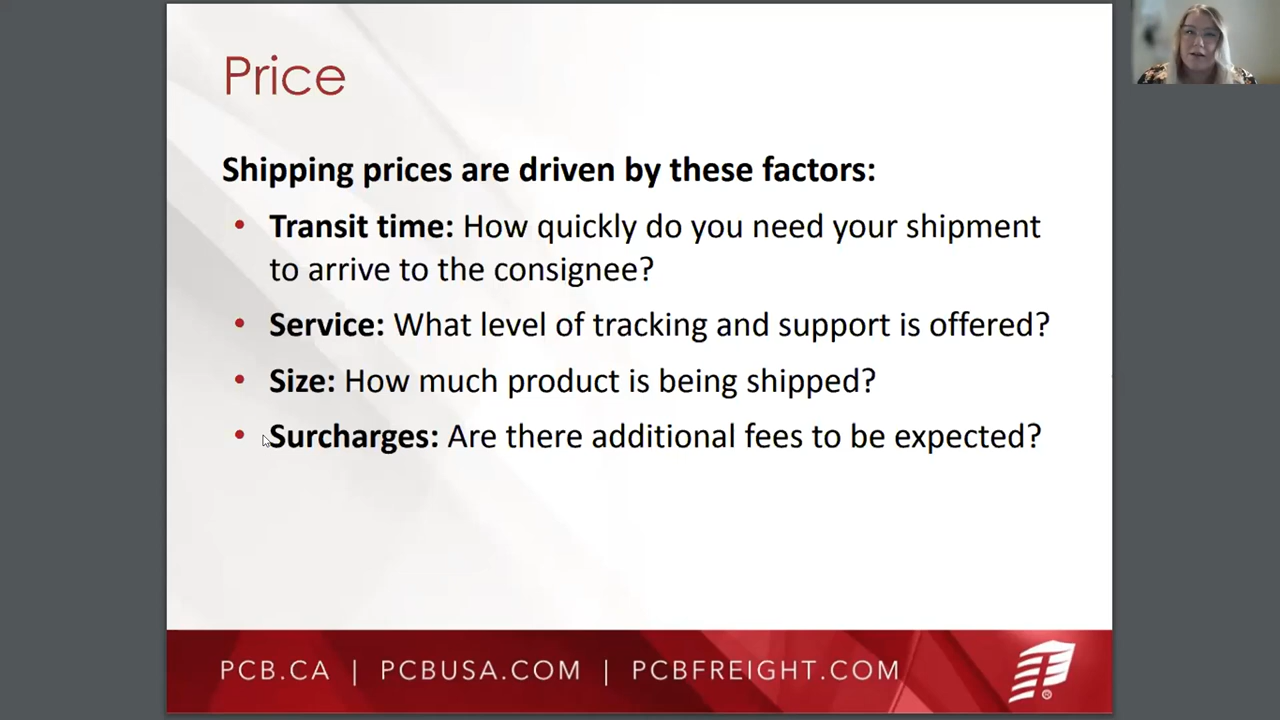 Price
Shipping prices are driven by these factors:
• Transit time: How quickly do you need your shipment
to arrive to the consignee?
• Service: What level of tracking and support is offered?
• Size: How much product is being shipped?
• Surcharges: Are there additional fees to be expected?
PCB.CA | PCBUSA.COM | PCBFREIGHT.COM
®